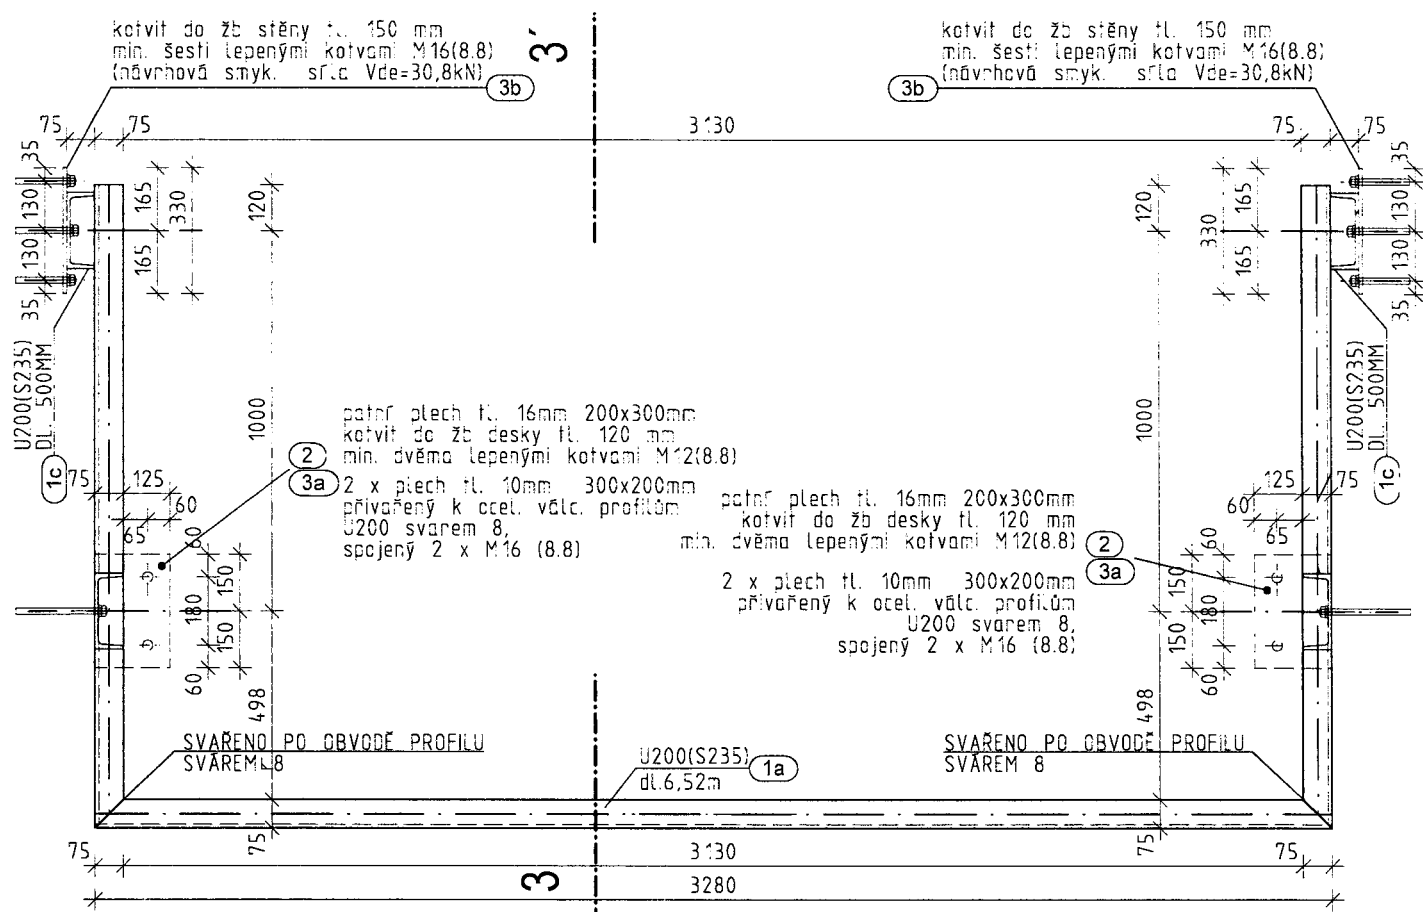 kotvit do žb stěny tl. 150 mm
min. šesti lepenými kotvami M16(8.8)
(návrhová smyk. síla Vde=30,8kN)
3b
3´
kotvit do žb stěny tl. 150 mm
min. šesti lepenými kotvami M16(8.8)
(návrhová smyk. síla Vde=30,8kN)
3b
75
75
3130
75
75
35
130
130
35
165
165
330
120
120
330
165
165
35
130
130
35
U200(S235)
DL. 500MM
1c
1000
1000
U200(S235)
DL. 500MM
1c
patní plech tl. 16mm 200x300mm
kotvit do žb desky tl. 120 mm
min. dvěma lepenými kotvami M12(8.8)
2
3a
2 x plech tl. 10mm 300x200mm
přivařený k ocel. válc. profilům
U200 svarem 8,
spojený 2 x M16 (8.8)
75
125
60
65
60
180
60
150
150
patní plech tl. 16mm 200x300mm
kotvit do žb desky tl. 120 mm
min. dvěma lepenými kotvami M12(8.8)
2
3a
2 x plech tl. 10mm 300x200mm
přivařený k ocel. válc. profilům
U200 svarem 8,
spojený 2 x M16 (8.8)
125
75
60
65
60
180
60
150
150
498
498
SVAŘENO PO OBVODĚ PROFILU
SVAREM 8
U200(S235)
dl.6,52m
1a
SVAŘENO PO OBVODĚ PROFILU
SVAREM 8
75
75
3130
75
75
3
3280